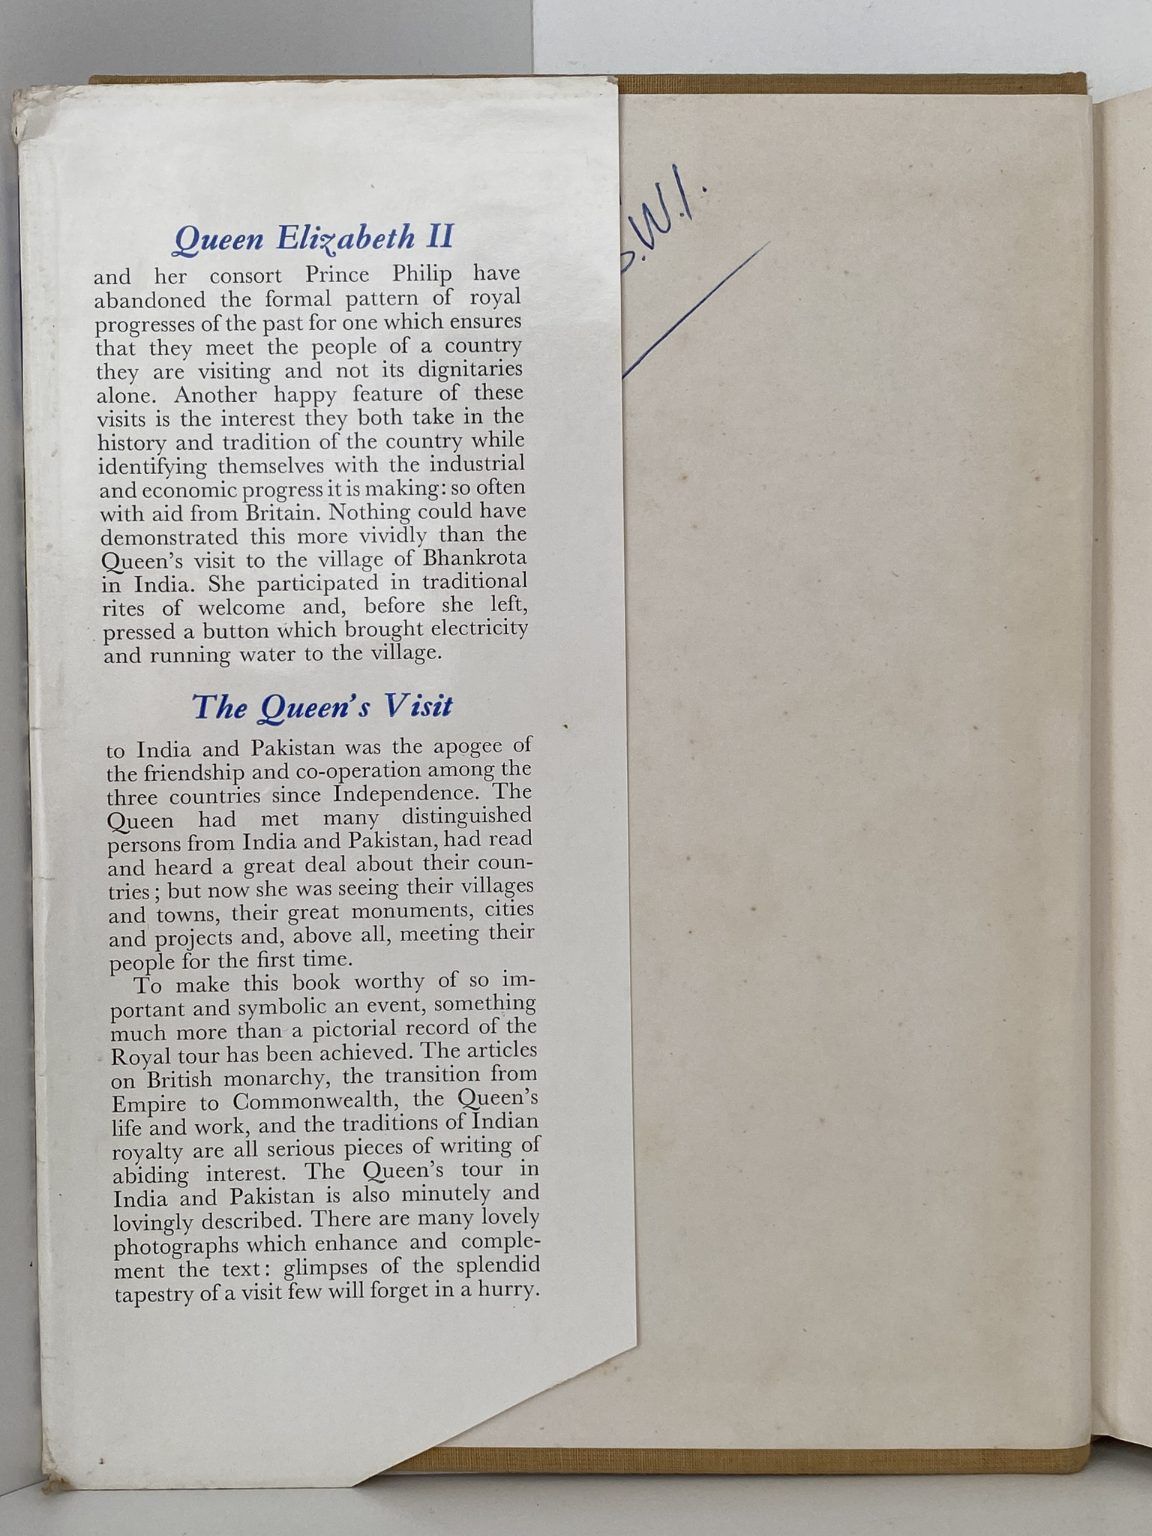 Queen Elizabeth II
and her consort Prince Philip have
abandoned the formal pattern of royal
progresses of the past for one which ensures
that they meet the people of a country
they are visiting and not its dignitaries
alone. Another happy feature of these
visits is the interest they both take in the
history and tradition of the country while
identifying themselves with the industrial
and economic progress it is making: so often
with aid from Britain. Nothing could have
demonstrated this more vividly than the
Queen's visit to the village of Bhankrota
in India. She participated in traditional
rites of welcome and, before she left,
pressed a button which brought electricity
and running water to the village.
The Queen's Visit
to India and Pakistan was the apogee of
the friendship and co-operation among the
three countries since Independence. The
Queen had met many distinguished
persons from India and Pakistan, had read
and heard a great deal about their coun-
tries; but now she was seeing their villages
and towns, their great monuments, cities
and projects and, above all, meeting their
people for the first time.
To make this book worthy of so im-
portant and symbolic an event, something
much more than a pictorial record of the
Royal tour has been achieved. The articles
on British monarchy, the transition from
Empire to Commonwealth, the Queen's
life and work, and the traditions of Indian
royalty are all serious pieces of writing of
abiding interest. The Queen's tour in
India and Pakistan is also minutely and
lovingly described. There are many lovely
photographs which enhance and comple-
ment the text: glimpses of the splendid
tapestry of a visit few will forget in a hurry.
S.W.1.